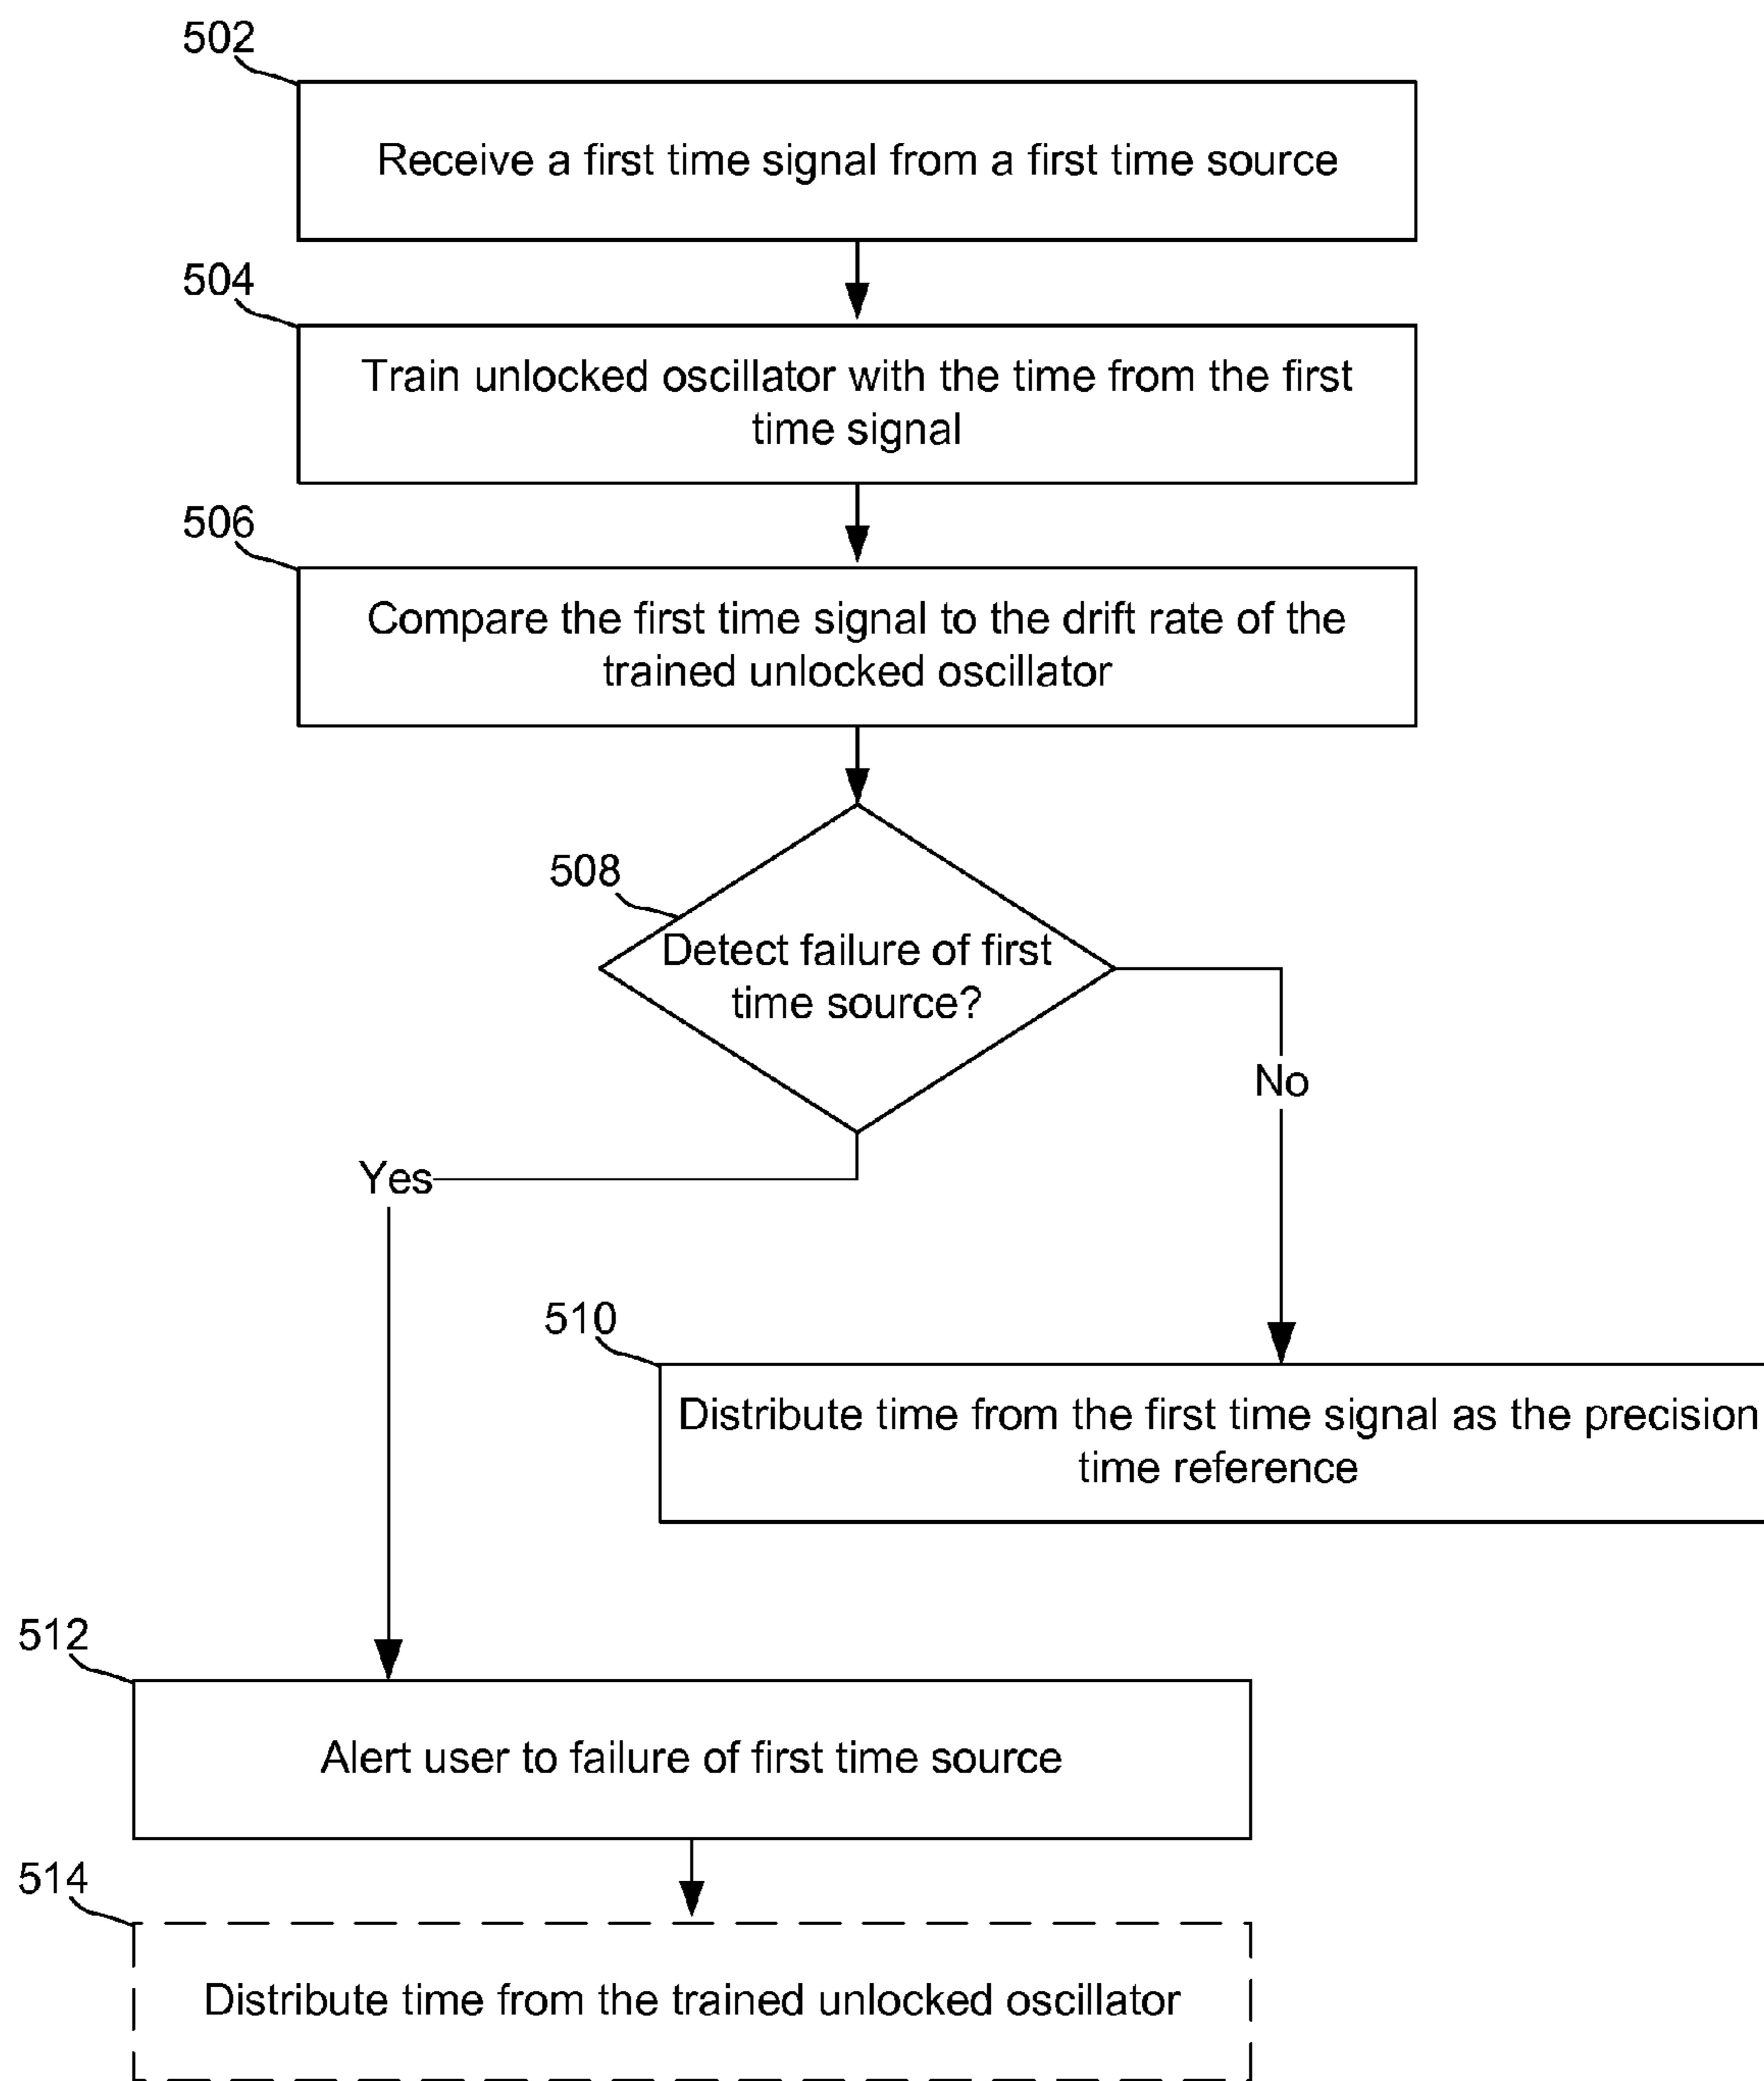 502
Receive a first time signal from a first time source
504
Train unlocked oscillator with the time from the first
time signal
506
Compare the first time signal to the drift rate of the
trained unlocked oscillator
508
Detect failure of first
time source?
No
Yes
510
Distribute time from the first time signal as the precision
time reference
512
Alert user to failure of first time source
514
Distribute time from the trained unlocked oscillator